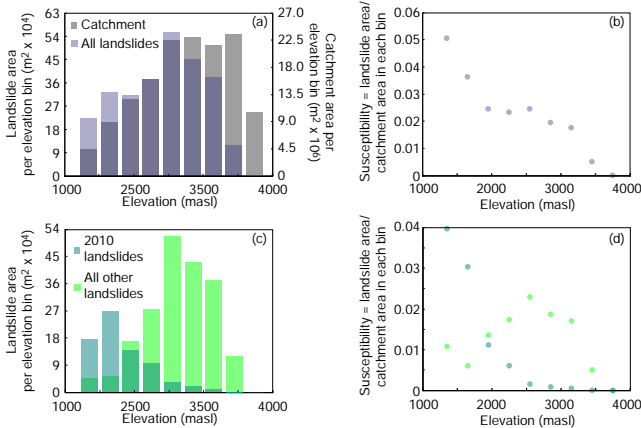 (a)
Catchment
All landslides
Landslide area
per elevation bin (m² x 10⁴)
63
54
45
36
27
18
9
0
27.0
22.5
18.0
13.5
9.0
4.5
0
Catchment area per
elevation bin (m² x 10⁶)
1000 2500 3500 4000
Elevation (masl)
(b)
Susceptibility = landslide area/
catchment area in each bin
0.06
0.05
0.04
0.03
0.02
0.01
0
1000 2000 3000 4000
Elevation (masl)
(c)
2010
landslides
All other
landslides
Landslide area
per elevation bin (m² x 10⁴)
54
45
36
27
18
9
0
1000 2500 3500 4000
Elevation (masl)
(d)
Susceptibility = landslide area/
catchment area in each bin
0.04
0.03
0.02
0.01
0
1000 2000 3000 4000
Elevation (masl)